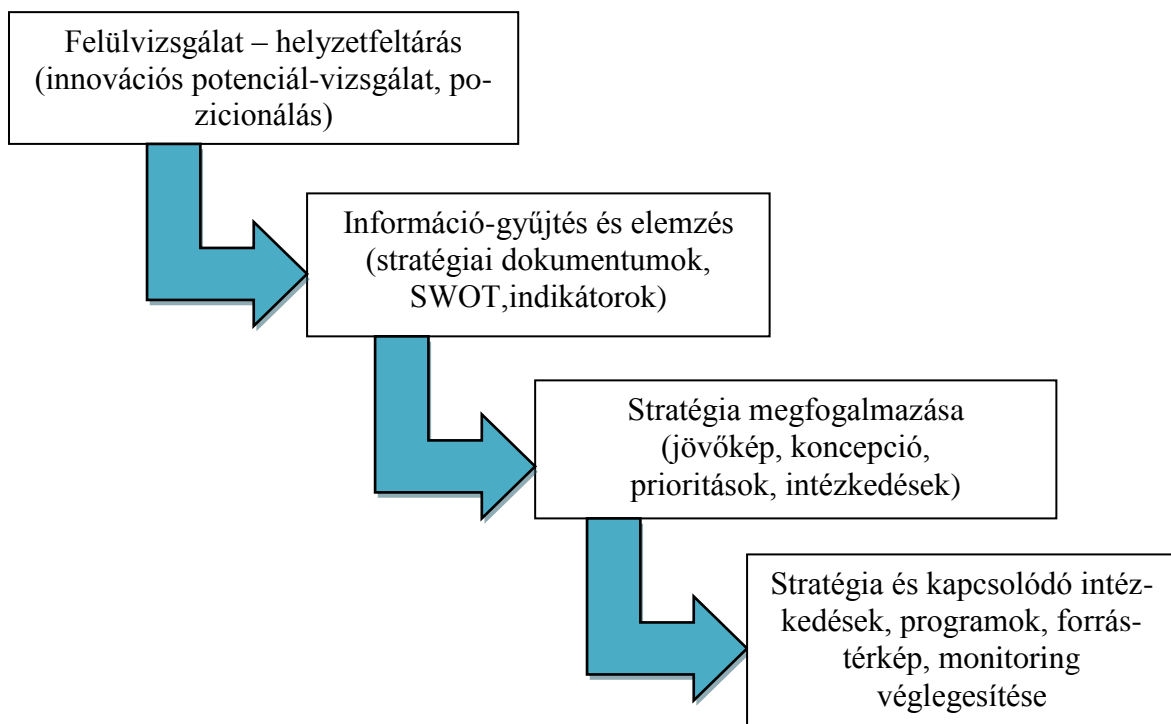 Felülvizsgálat – helyzetfeltárás
(innovációs potenciál-vizsgálat, po-
zicionálás)
Információ-gyűjtés és elemzés
(stratégiai dokumentumok,
SWOT,indikátorok)
Stratégia megfogalmazása
(jövőkép, koncepció,
prioritások, intézkedések)
Stratégia és kapcsolódó intéz-
kedések, programok, forrás-
térkép, monitoring
véglegesítése